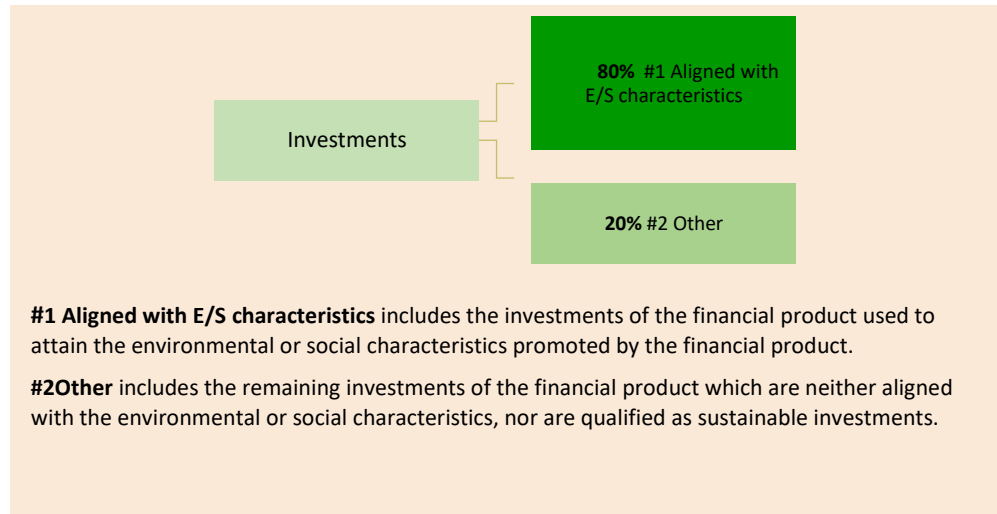 80% #1 Aligned with
E/S characteristics
Investments
20% #2 Other
#1 Aligned with E/S characteristics includes the investments of the financial product used to
attain the environmental or social characteristics promoted by the financial product.
#2Other includes the remaining investments of the financial product which are neither aligned
with the environmental or social characteristics, nor are qualified as sustainable investments.